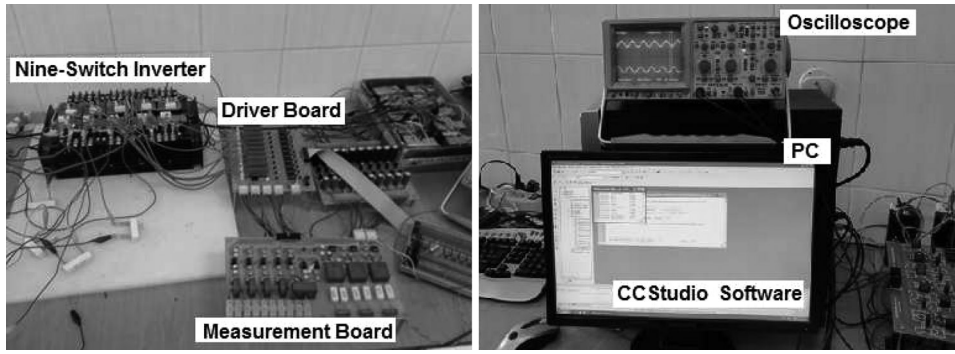 Nine-Switch Inverter
Driver Board
Measurement Board
Oscilloscope
PC
CCStudio Software